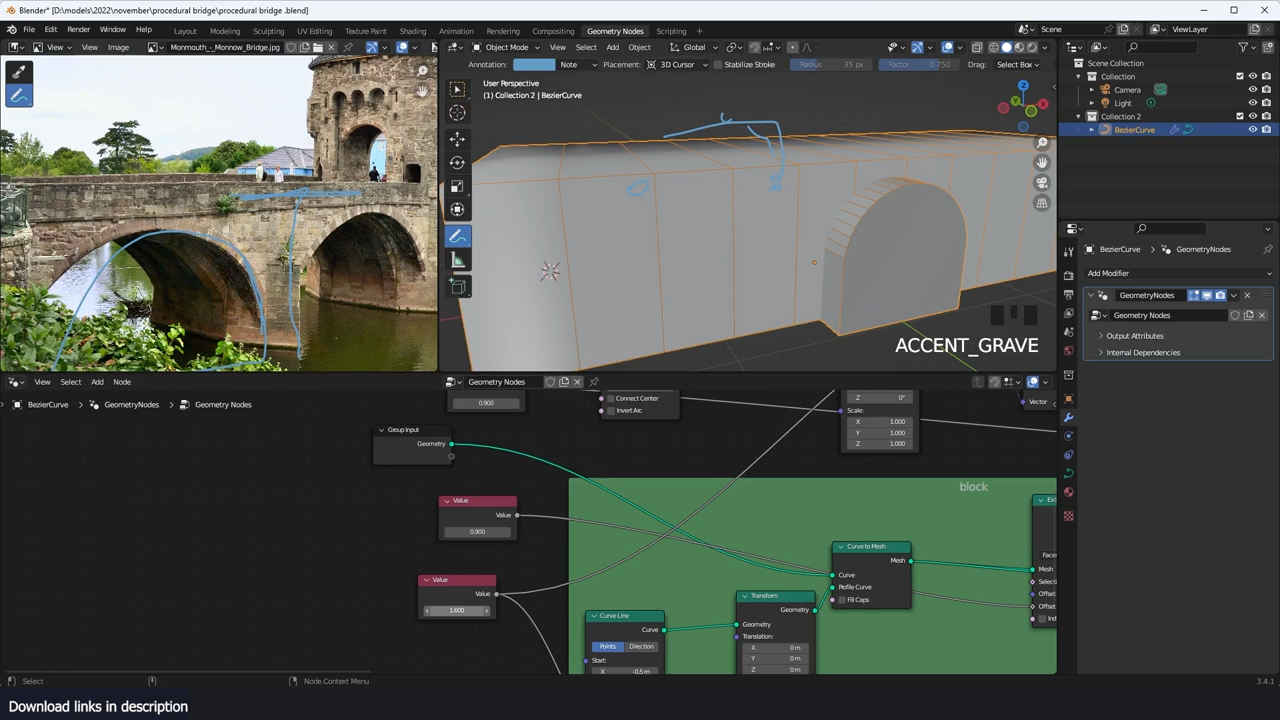 Blender* [D:\models\2022\november\procedural bridge\procedural bridge .blend]
File Edit Render Window Help
Layout Modeling Sculpting UV Editing Texture Paint Shading Animation Rendering Compositing Geometry Nodes Scripting
Scene
ViewLayer
View View Image Monmouth_-_Monnow_Bridge.jpg
Object Mode View Select Add Object Global
Annotation: Note Placement: 3D Cursor Stabilize Stroke Radius 35 px Factor 0.750 Drag: Select Box
User Perspective
(1) Collection 2 | BezierCurve
X
Y
Z
ACCENT_GRAVE
Scene Collection
Collection
Camera
Light
Collection 2
BezierCurve
BezierCurve > GeometryNodes
Add Modifier
GeometryNodes
Geometry Nodes
Output Attributes
Internal Dependencies
View Select Add Node
Geometry Nodes
BezierCurve > GeometryNodes > Geometry Nodes
0.900
Connect Center
Invert Arc
Z 0°
Scale:
X 1.000
Y 1.000
Z 1.000
Vector
Group Input
Geometry
Value
Value
0.900
Value
Value
1.600
block
Curve Line
Curve
Points Direction
Start:
X -0.5 m
Transform
Geometry
Geometry
Translation:
X 0 m
Y 0 m
Z 0 m
Curve to Mesh
Mesh
Curve
Profile Curve
Fill Caps
Mesh
Select Node Context Menu 3.4.1
Download links in description